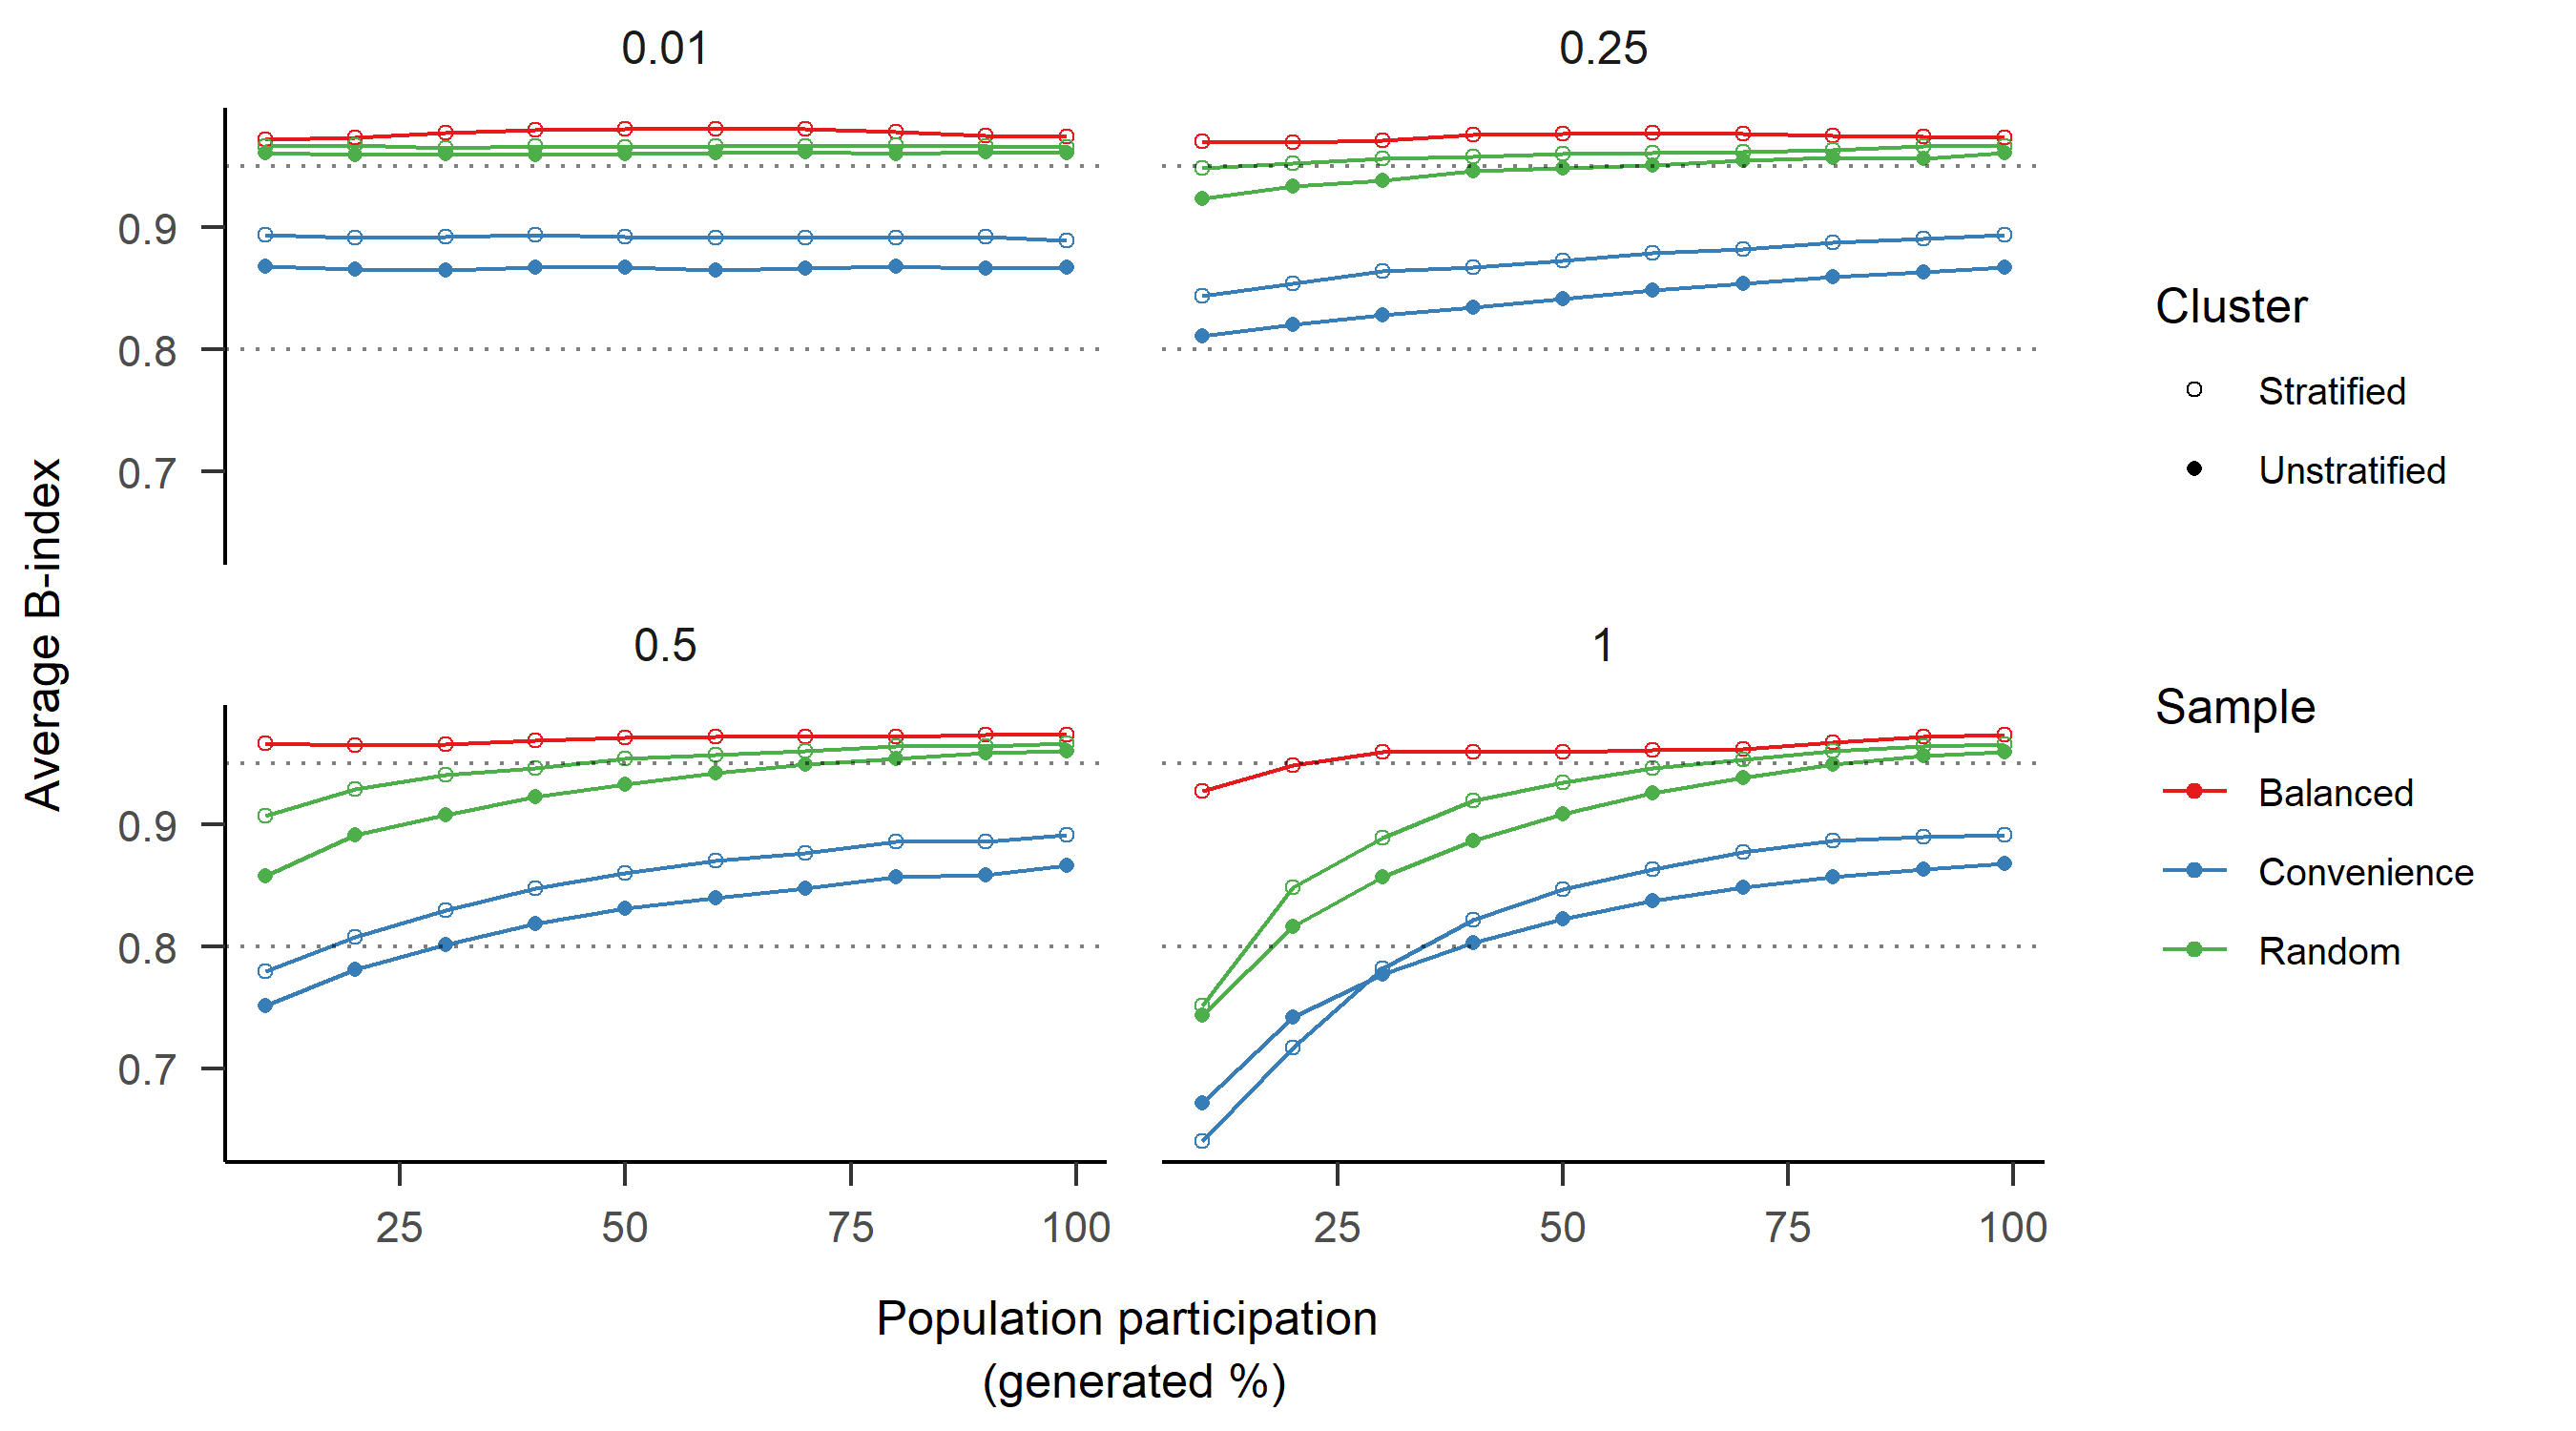 0.01
0.25
0.9
0.8
0.7
Average B-index
0.5
1
0.9
0.8
0.7
25
50
75
100
25
50
75
100
Population participation
(generated %)
Cluster
Stratified
Unstratified
Sample
Balanced
Convenience
Random